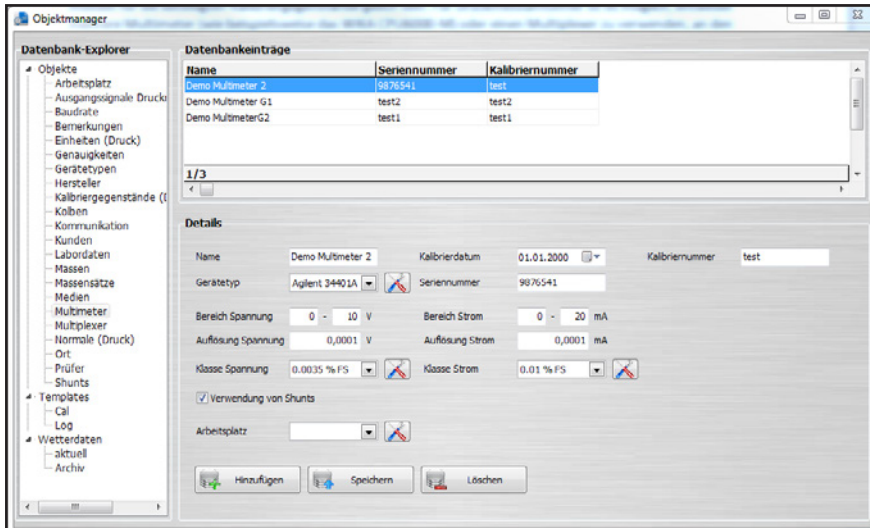 Objektmanager
Datenbank-Explorer
Objekte
Arbeitsplatz
Ausgangssignale Druck
Baudrate
Bemerkungen
Einheiten (Druck)
Genauigkeiten
Gerätetypen
Hersteller
Kalibriergegenstände (D
Kolben
Kommunikation
Kunden
Labordaten
Massen
Massensätze
Medien
Multimeter
Multiplexer
Normale (Druck)
Ort
Prüfer
Shunts
Templates
Cal
Log
Wetterdaten
aktuell
Archiv
Datenbankeinträge
Name Seriennummer Kalibriernummer
Demo Multimeter 2 9876541 test
Demo Multimeter G1 test2 test2
Demo MultimeterG2 test1 test1
1/3
Details
Name Demo Multimeter 2 Kalibrierdatum 01.01.2000 Kalibriernummer test
Gerätetyp Agilent 34401A Seriennummer 9876541
Bereich Spannung 0 - 10 V Bereich Strom 0 - 20 mA
Auflösung Spannung 0,0001 V Auflösung Strom 0,0001 mA
Klasse Spannung 0.0035 % FS Klasse Strom 0.01 % FS
Verwendung von Shunts
Arbeitsplatz
Hinzufügen Speichern Löschen